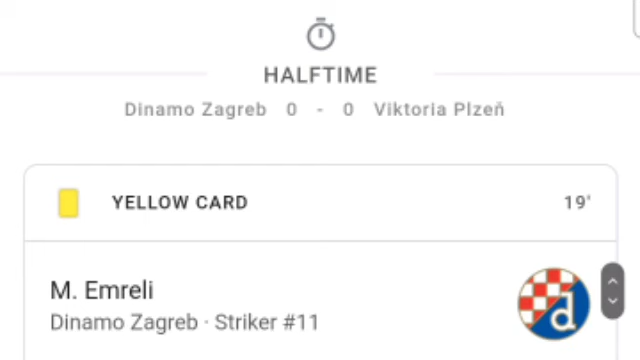 HALFTIME
Dinamo Zagreb 0 - 0 Viktoria Plzeň
YELLOW CARD 19'
M. Emreli
Dinamo Zagreb · Striker #11
d